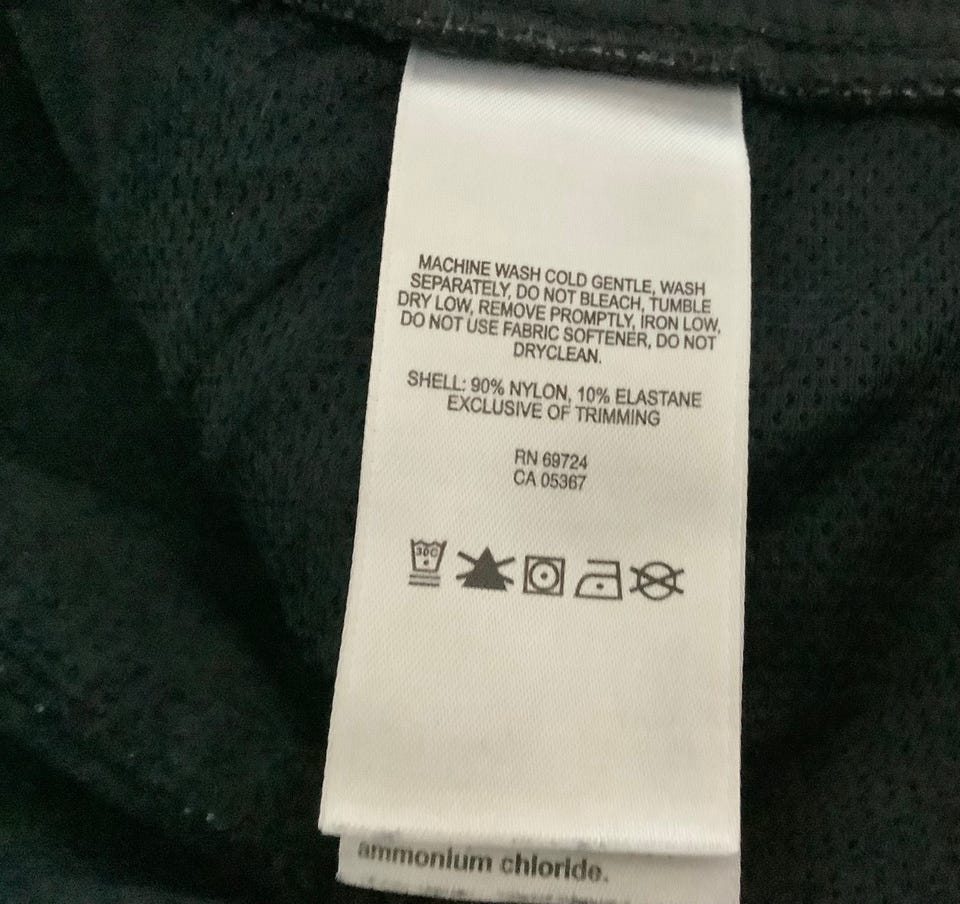 MACHINE WASH COLD GENTLE, WASH
SEPARATELY, DO NOT BLEACH, TUMBLE
DRY LOW, REMOVE PROMPTLY, IRON LOW,
DO NOT USE FABRIC SOFTENER, DO NOT
DRYCLEAN.
SHELL: 90% NYLON, 10% ELASTANE
EXCLUSIVE OF TRIMMING
RN 69724
CA 05367
30C
ammonium chloride.